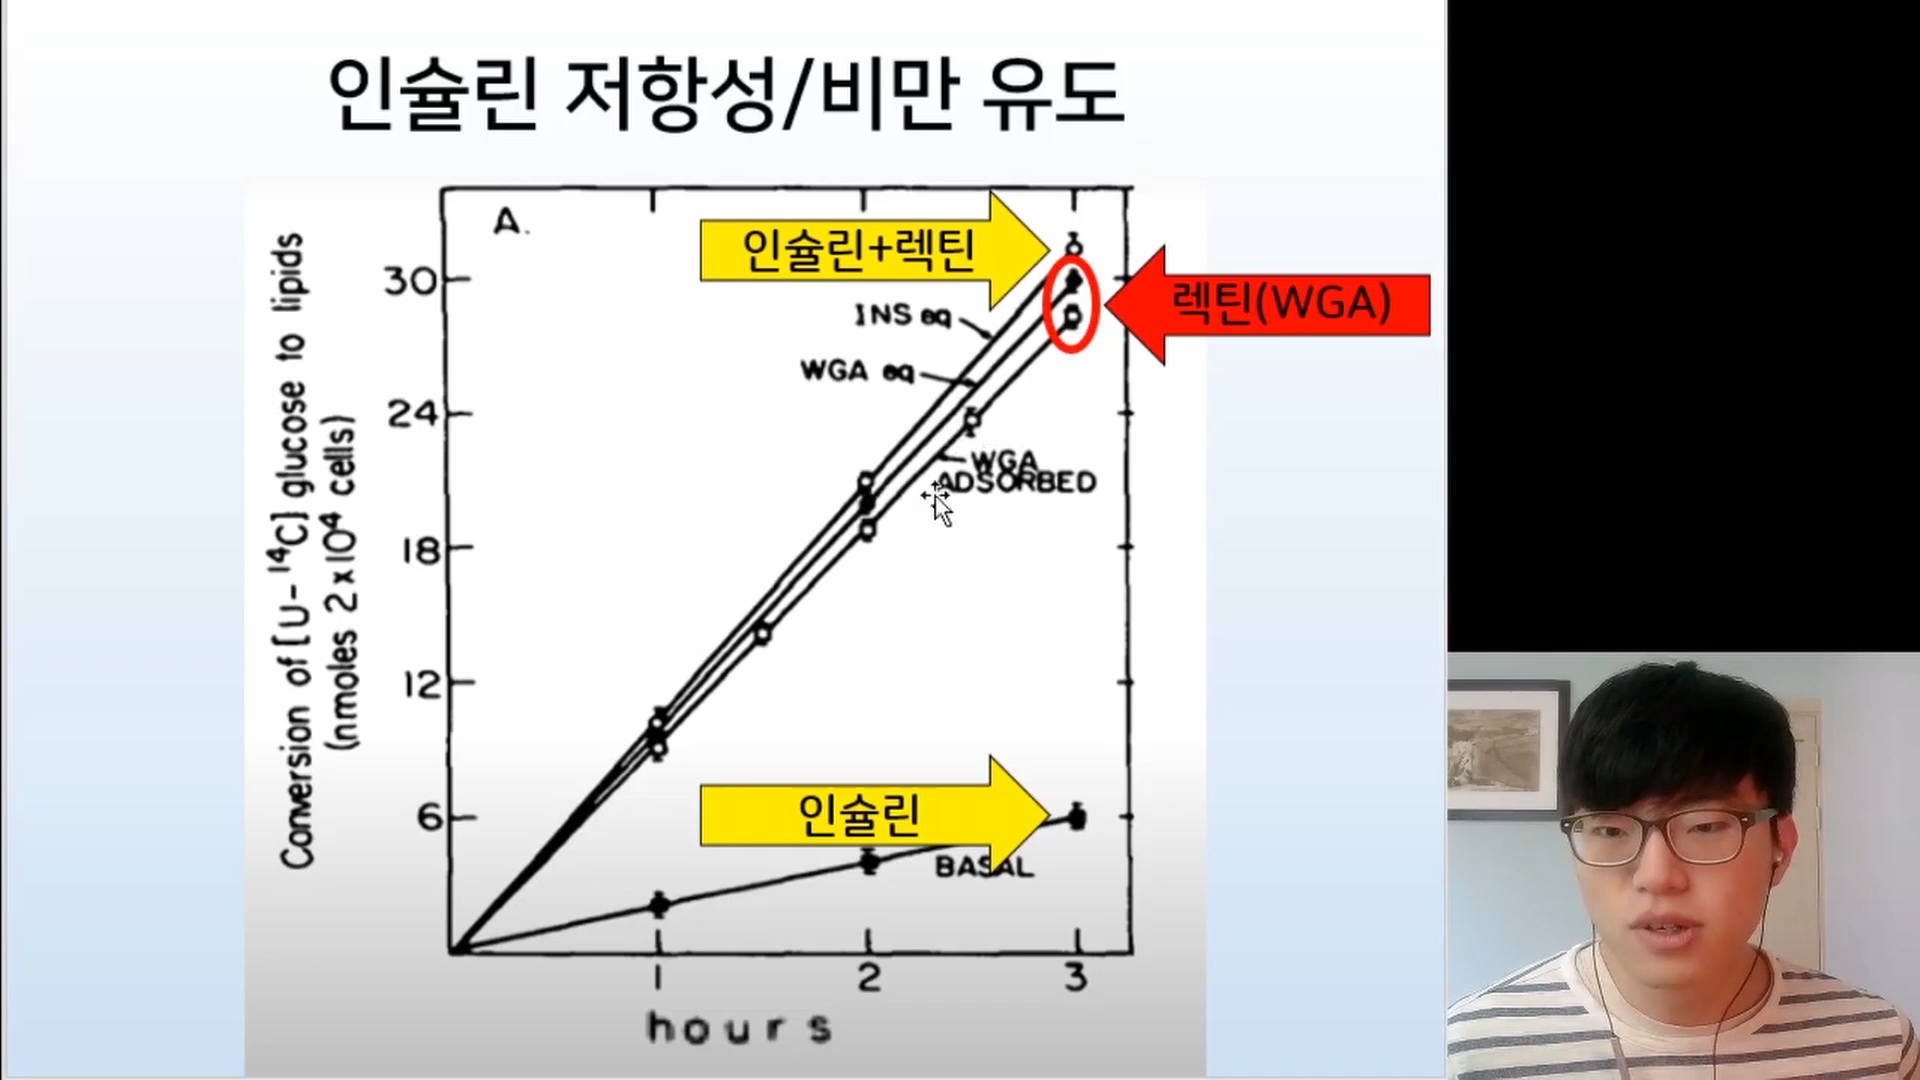 인슐린 저항성/비만 유도
A.
인슐린+렉틴
렉틴(WGA)
INS eq
WGA eq
WGA
ADSORBED
인슐린
BASAL
Conversion of [U-¹⁴C] glucose to lipids
(nmoles 2x10⁴ cells)
30
24
18
12
6
1 2 3
hours